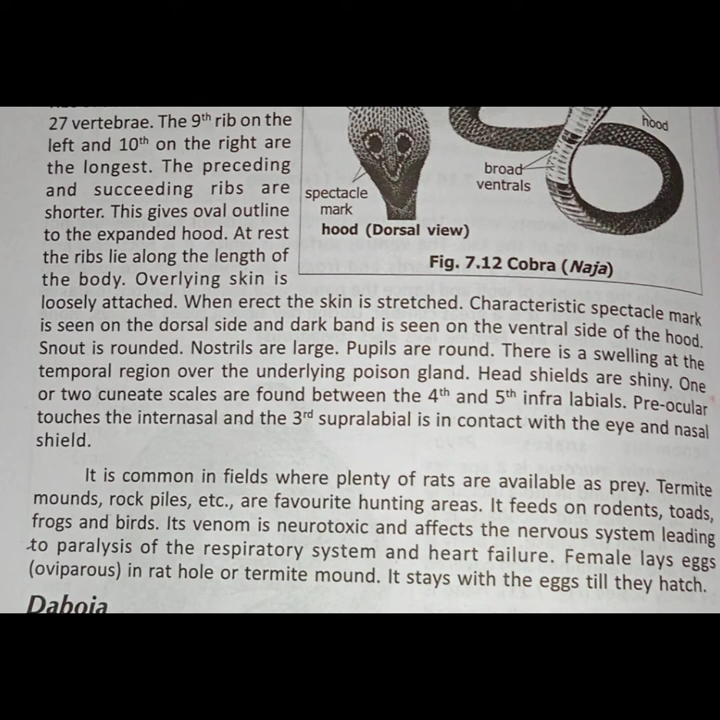 27 vertebrae. The 9th rib on the
left and 10th on the right are
the longest. The preceding
and succeeding ribs are
shorter. This gives oval outline
to the expanded hood. At rest
the ribs lie along the length of
the body. Overlying skin is
hood
broad
ventrals
spectacle
mark
hood (Dorsal view)
Fig. 7.12 Cobra (Naja)
loosely attached. When erect the skin is stretched. Characteristic spectacle mark
is seen on the dorsal side and dark band is seen on the ventral side of the hood.
Snout is rounded. Nostrils are large. Pupils are round. There is a swelling at the
temporal region over the underlying poison gland. Head shields are shiny. One
or two cuneate scales are found between the 4th and 5th infra labials. Pre-ocular
touches the internasal and the 3rd supralabial is in contact with the eye and nasal
shield.
It is common in fields where plenty of rats are available as prey. Termite
mounds, rock piles, etc., are favourite hunting areas. It feeds on rodents, toads,
frogs and birds. Its venom is neurotoxic and affects the nervous system leading
to paralysis of the respiratory system and heart failure. Female lays eggs
(oviparous) in rat hole or termite mound. It stays with the eggs till they hatch.
Daboia